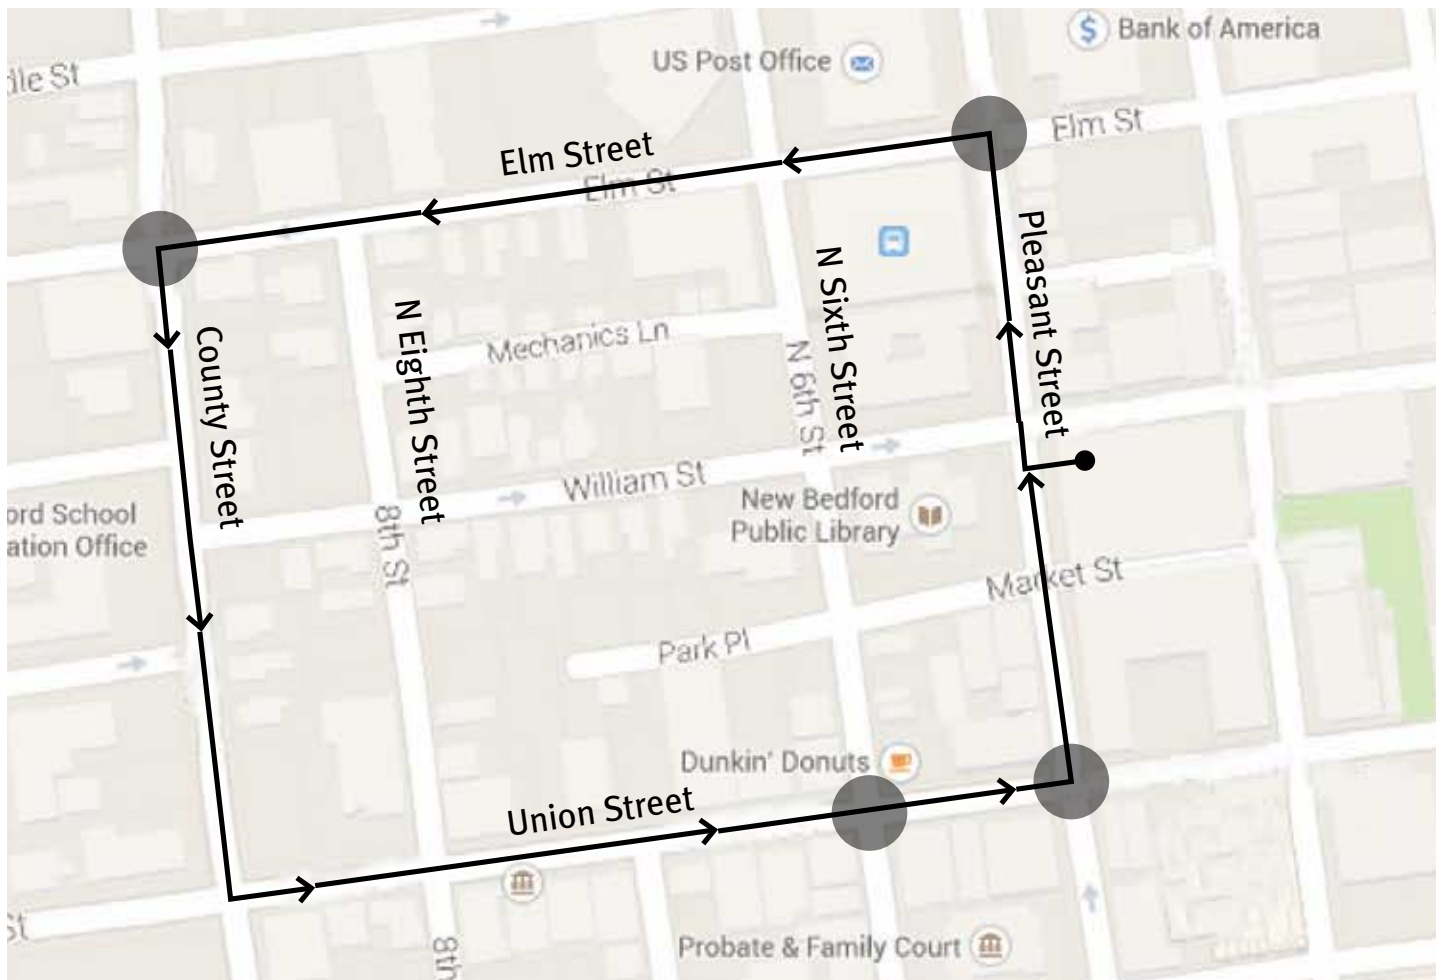 Bank of America
US Post Office
dle St
Elm St
Elm Street
Elm St
Pleasant Street
N Sixth Street
N Eighth Street
County Street
Mechanics Ln
N 6th St
William St
New Bedford
Public Library
ord School
ation Office
8th St
Market St
Park Pl
Dunkin' Donuts
Union Street
St
8th
Probate & Family Court